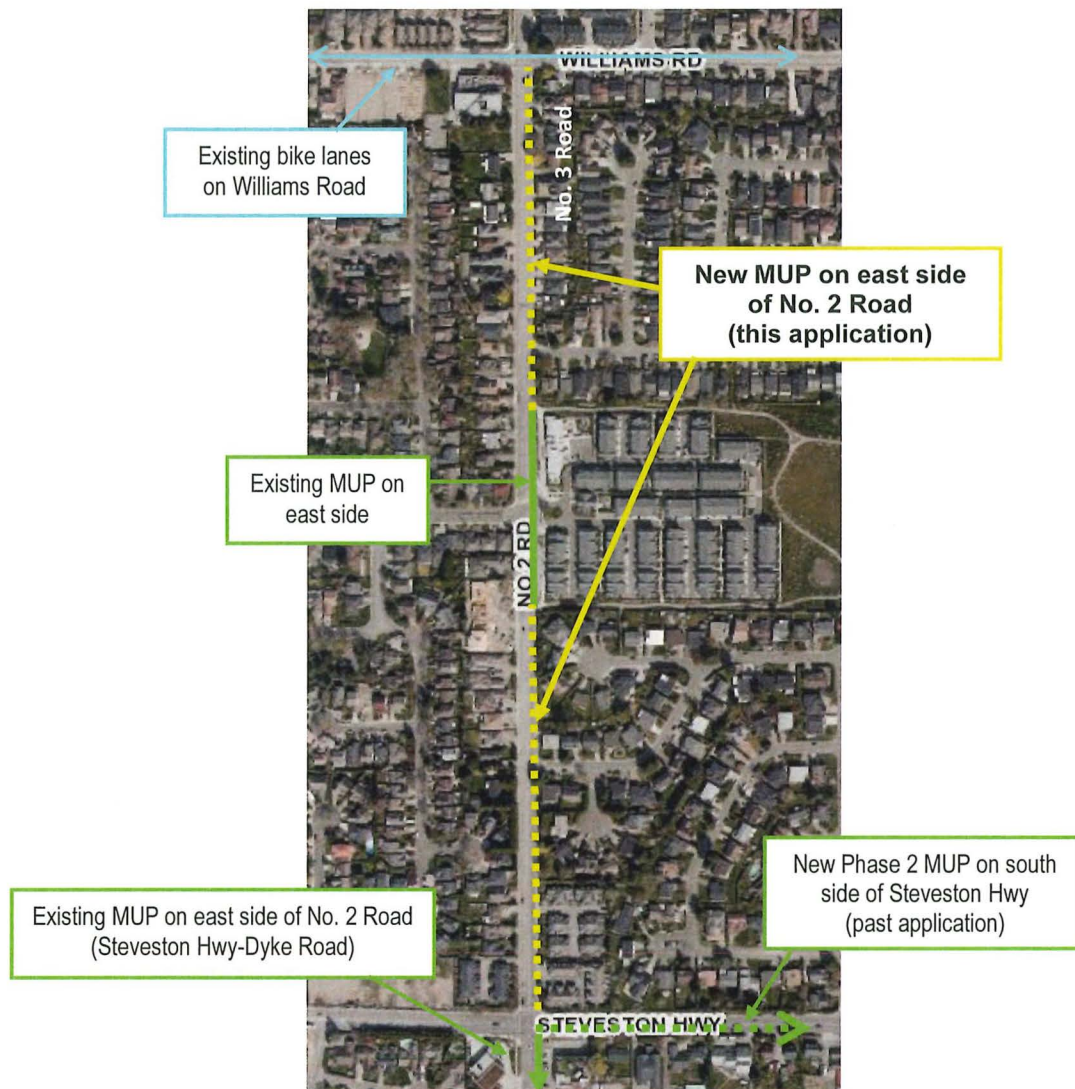 WILLIAMS RD
No. 3 Road
Existing bike lanes
on Williams Road
New MUP on east side
of No. 2 Road
(this application)
Existing MUP on
east side
NO 2 RD
New Phase 2 MUP on south
side of Steveston Hwy
(past application)
Existing MUP on east side of No. 2 Road
(Steveston Hwy-Dyke Road)
STEVESTON HWY